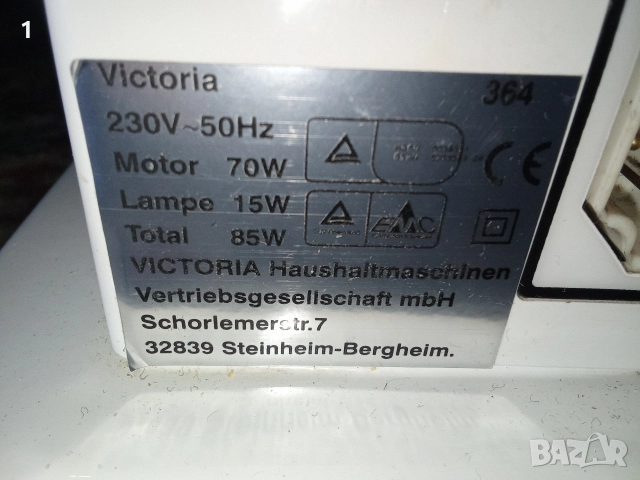 1
Victoria 364
230V~50Hz
Motor 70W
Lampe 15W
EMC
Total 85W
VICTORIA Haushaltmaschinen
Vertriebsgesellschaft mbH
Schorlemerstr.7
32839 Steinheim-Bergheim.
BAZAR